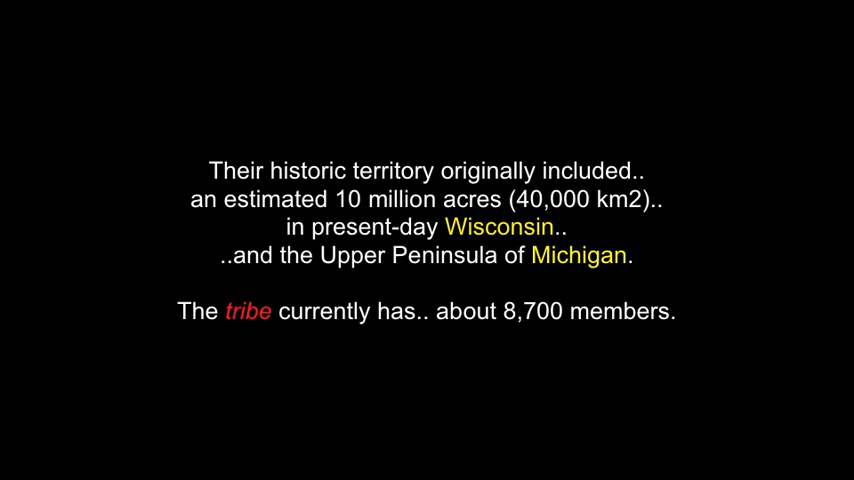 Their historic territory originally included..
an estimated 10 million acres (40,000 km2)..
in present-day Wisconsin..
..and the Upper Peninsula of Michigan.
The tribe currently has.. about 8,700 members.